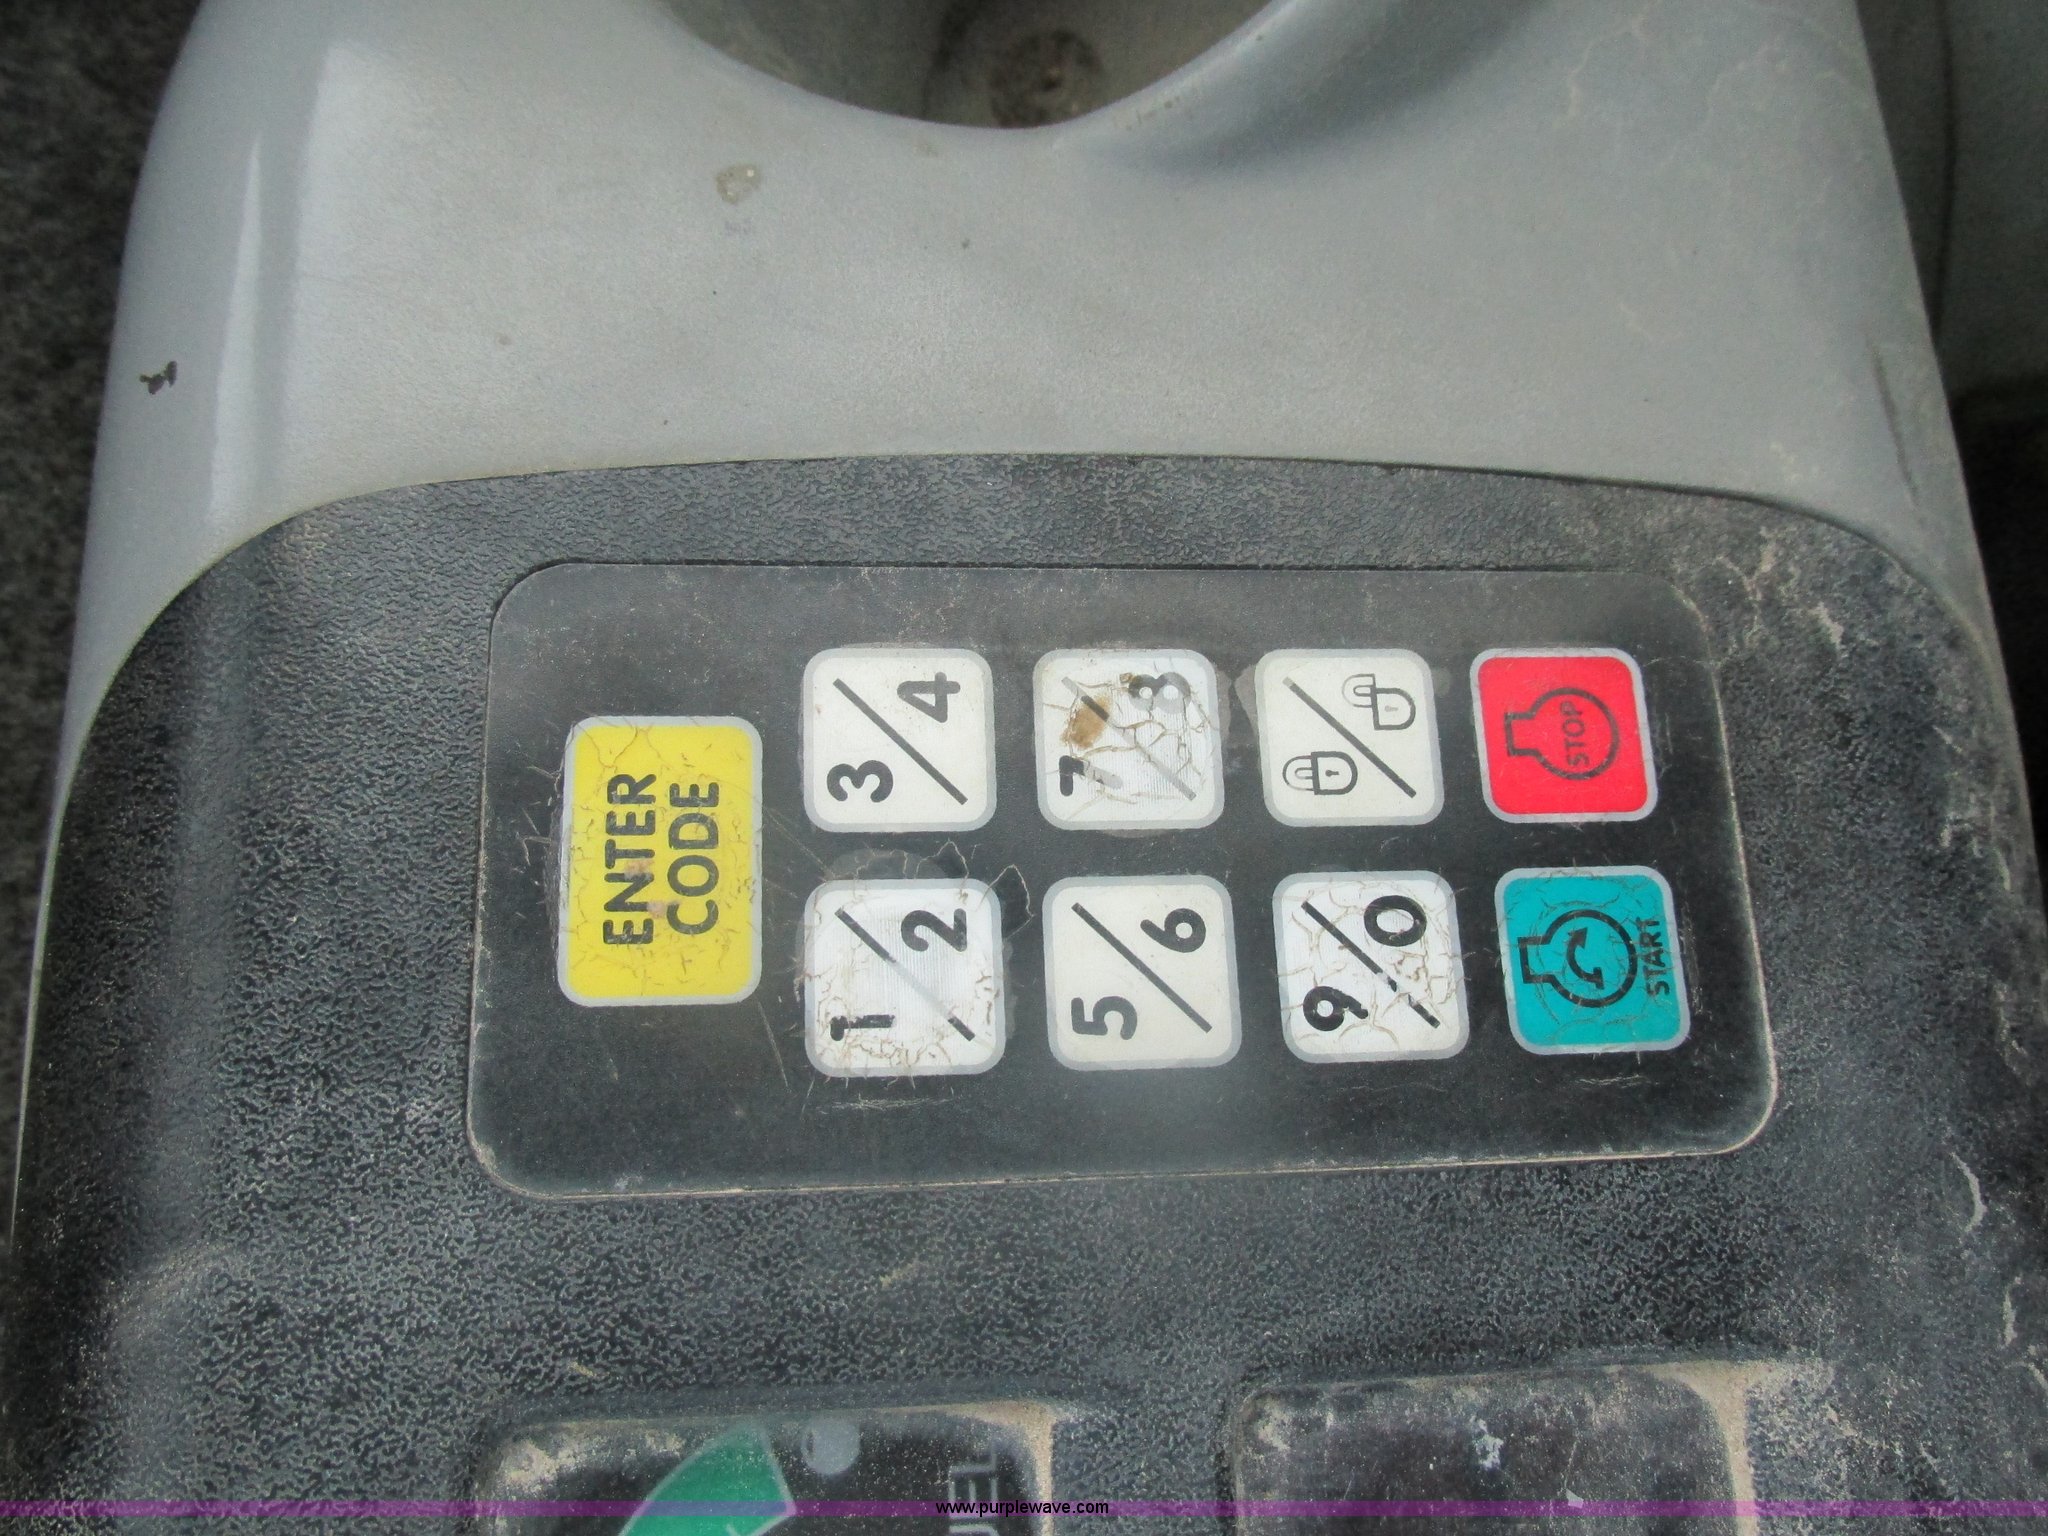 ENTER
CODE
1/2
3/4
5/6
7/8
9/0
START
STOP
www.purplewave.com